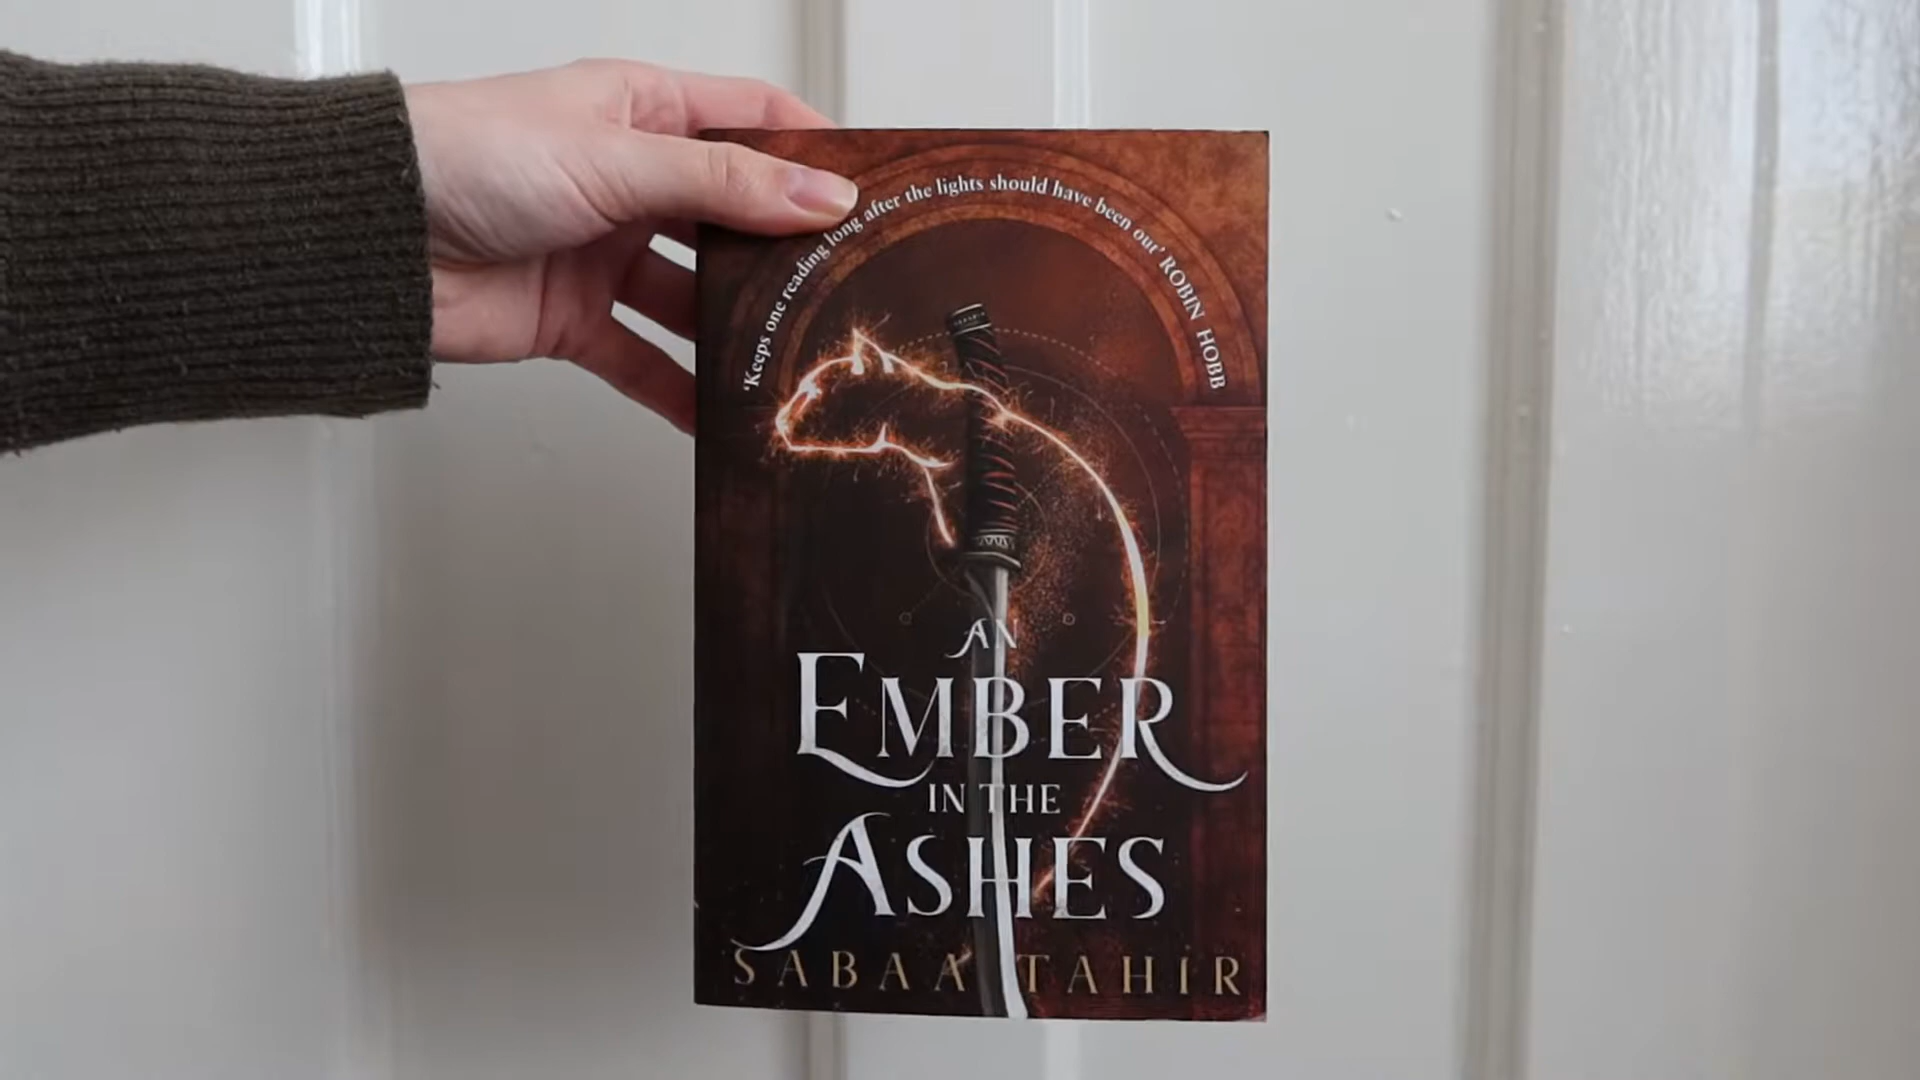 'Keeps one reading long after the lights should have been out' ROBIN HOBB
AN
EMBER
IN THE
ASHES
SABAA TAHIR